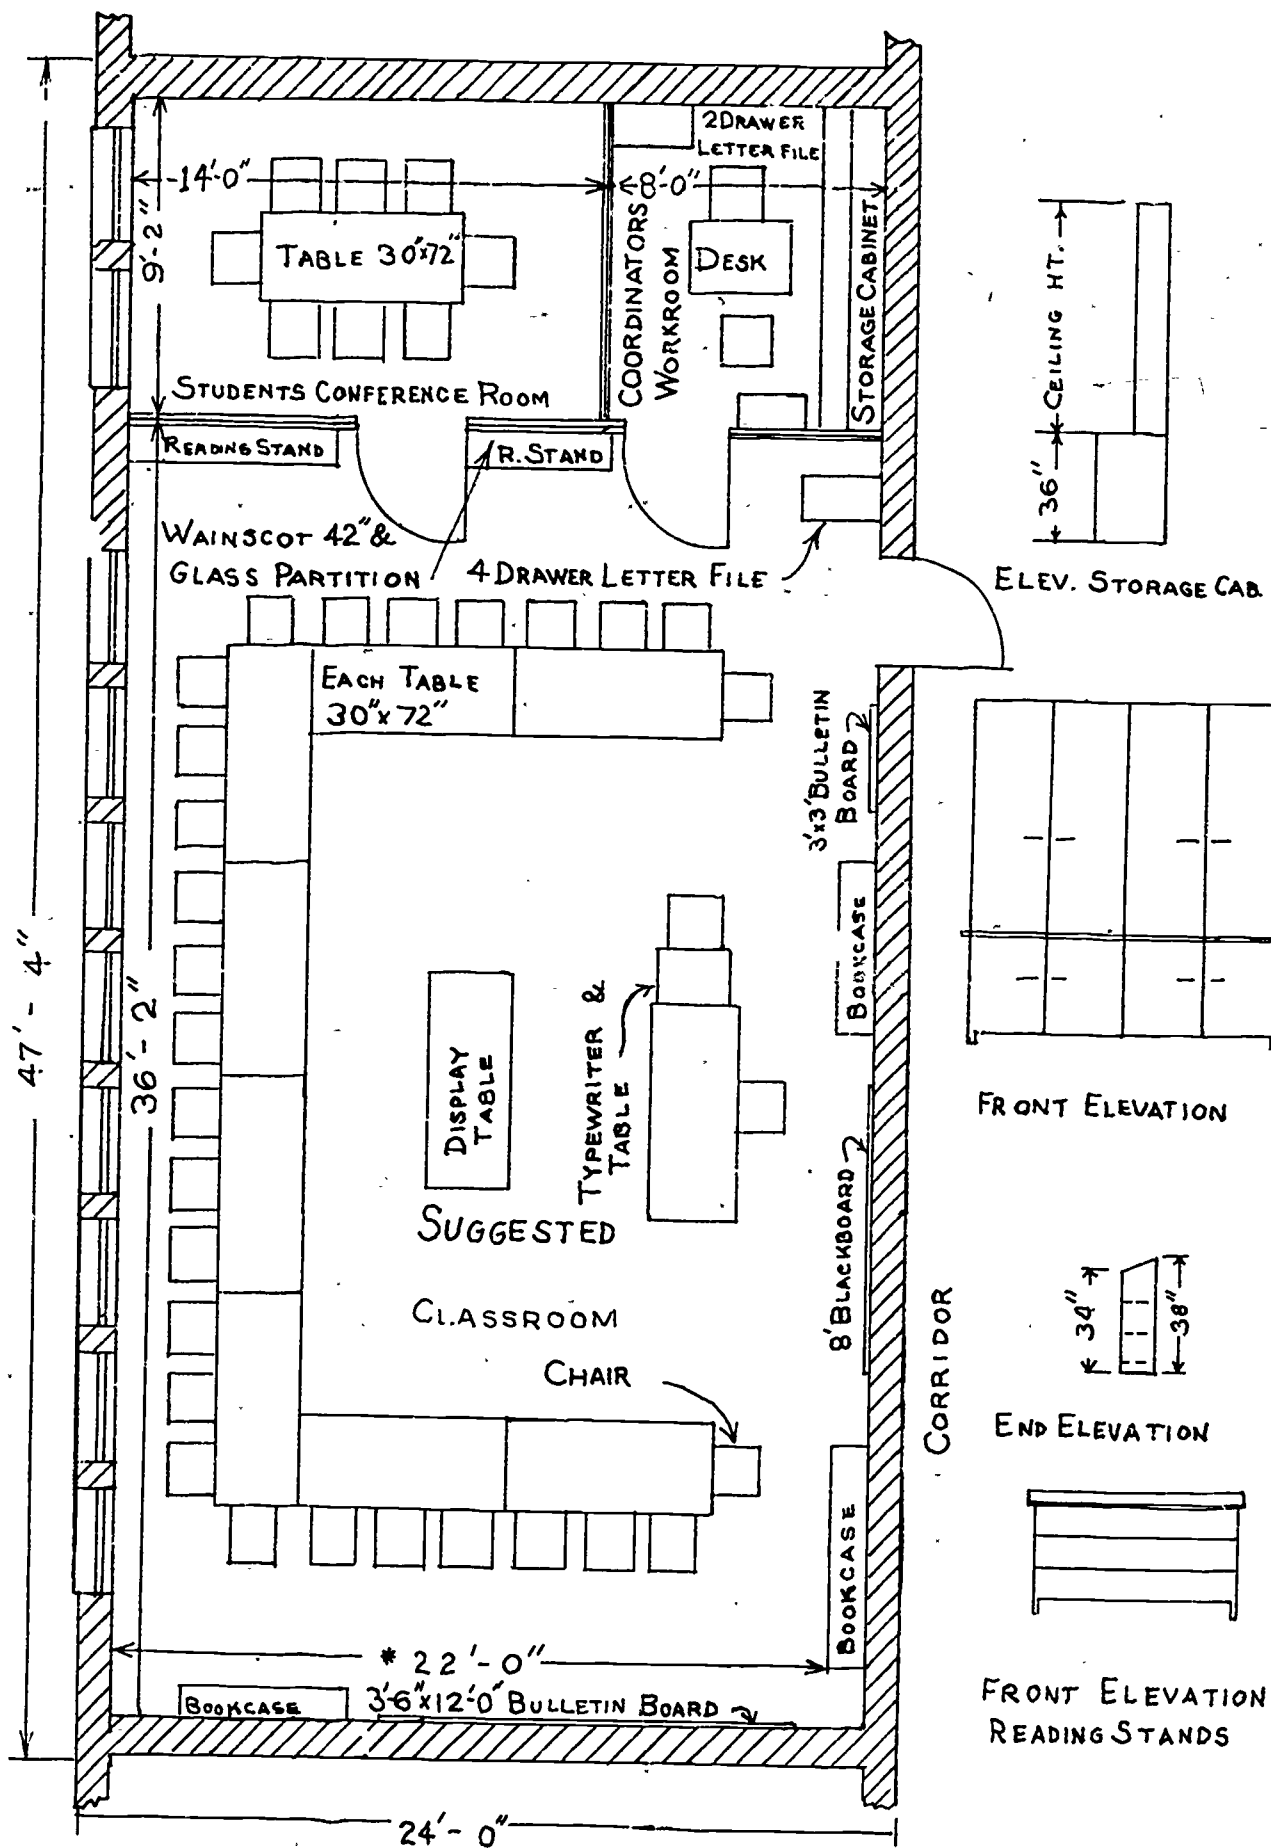 2 DRAWER
LETTER FILE
14'-0"
8'-0"
9'-2"
TABLE 30"x72"
COORDINATORS
WORKROOM
DESK
STORAGE CABINET
STUDENTS CONFERENCE ROOM
READING STAND
R. STAND
WAINSCOT 42" &
GLASS PARTITION
4 DRAWER LETTER FILE
CEILING HT.
36"
ELEV. STORAGE CAB.
EACH TABLE
30"x72"
3'x3' BULLETIN
BOARD
BOOKCASE
47'-4"
36'-2"
DISPLAY
TABLE
TYPEWRITER &
TABLE
FRONT ELEVATION
SUGGESTED
CLASSROOM
8' BLACKBOARD
CHAIR
CORRIDOR
34"
38"
END ELEVATION
BOOKCASE
* 22'-0"
BOOKCASE
3'-6"x12'-0" BULLETIN BOARD
FRONT ELEVATION
READING STANDS
24'-0"